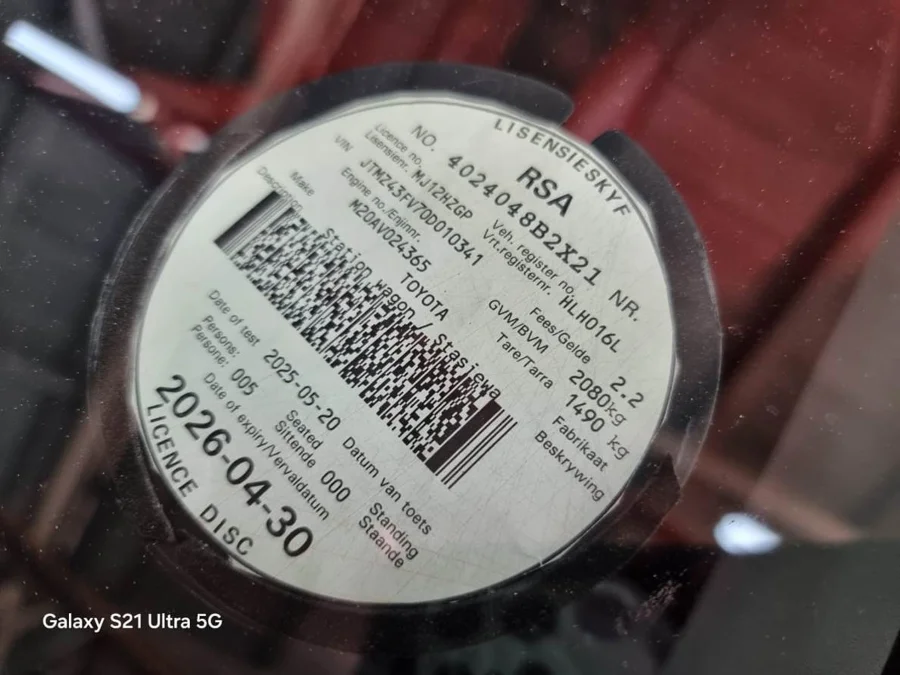 LISENSIESKYF
RSA
NO. 4024048B2X21 NR.
Licence no. Veh. register no.
Lisensienr. MJ12HZGP Vrt.registernr. HLH016L
VIN JTMZ43FV70D010341 Fees/Gelde 2.2
Engine no./Enjinnr. GVM/BVM 2080kg
M20AV024365 Tare/Tarra 1490 kg
Make TOYOTA Fabrikaat
Description Station wagon/Stasiewa Beskrywing
Date of test 2025-05-20 Datum van toets
Persons: Seated Standing
Persone: 005 Sittende 000 Staande
Date of expiry/Vervaldatum
2026-04-30
LICENCE DISC
Galaxy S21 Ultra 5G